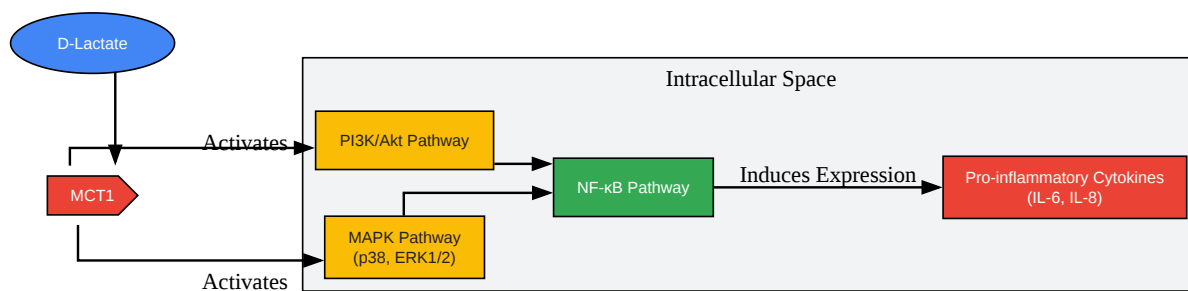 D-Lactate
Intracellular Space
Activates
PI3K/Akt Pathway
MCT1
NF-κB Pathway
Induces Expression
Pro-inflammatory Cytokines
(IL-6, IL-8)
MAPK Pathway
(p38, ERK1/2)
Activates